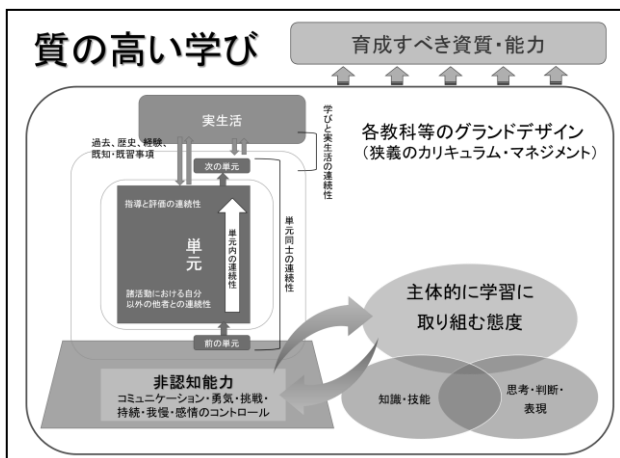 質の高い学び
育成すべき資質・能力
実生活
学びと実生活の連続性
各教科等のグランドデザイン
（狭義のカリキュラム・マネジメント）
過去、歴史、経験、
既知・既習事項
次の単元
指導と評価の連続性
単元
単元内の連続性
単元同士の連続性
諸活動における自分
以外の他者との連続性
前の単元
主体的に学習に
取り組む態度
非認知能力
コミュニケーション・勇気・挑戦・
持続・我慢・感情のコントロール
知識・技能
思考・判断・
表現